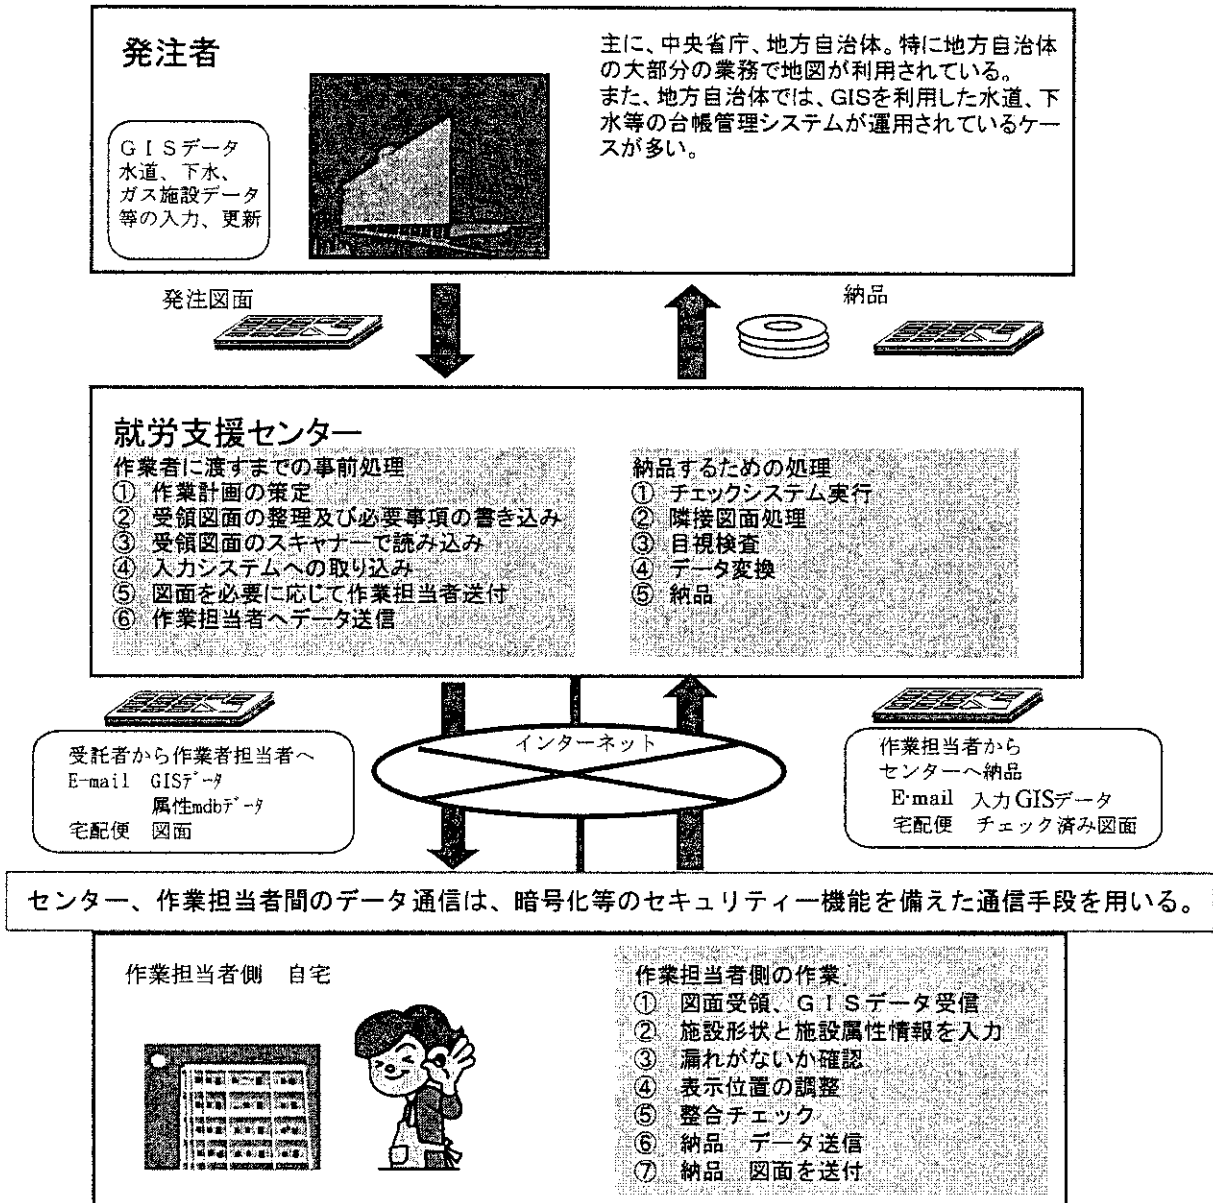 発注者
主に、中央省庁、地方自治体。特に地方自治体
の大部分の業務で地図が利用されている。
また、地方自治体では、GISを利用した水道、下
水等の台帳管理システムが運用されているケー
スが多い。
ＧＩＳデータ
水道、下水、
ガス施設データ
等の入力、更新
発注図面
納品
就労支援センター
作業者に渡すまでの事前処理
① 作業計画の策定
② 受領図面の整理及び必要事項の書き込み
③ 受領図面のスキャナーで読み込み
④ 入力システムへの取り込み
⑤ 図面を必要に応じて作業担当者送付
⑥ 作業担当者へデータ送信
納品するための処理
① チェックシステム実行
② 隣接図面処理
③ 目視検査
④ データ変換
⑤ 納品
受託者から作業者担当者へ
E-mail GISﾃﾞｰﾀ
属性mdbﾃﾞｰﾀ
宅配便 図面
インターネット
作業担当者から
センターへ納品
E-mail 入力GISデータ
宅配便 チェック済み図面
センター、作業担当者間のデータ通信は、暗号化等のセキュリティー機能を備えた通信手段を用いる。
作業担当者側 自宅
作業担当者側の作業
① 図面受領、ＧＩＳデータ受信
② 施設形状と施設属性情報を入力
③ 漏れがないか確認
④ 表示位置の調整
⑤ 整合チェック
⑥ 納品 データ送信
⑦ 納品 図面を送付